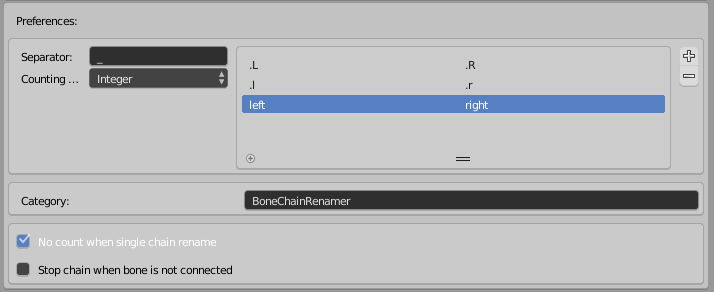 Preferences:
Separator: _
Counting ... Integer
.L .R
.l .r
left right
Category: BoneChainRenamer
No count when single chain rename
Stop chain when bone is not connected